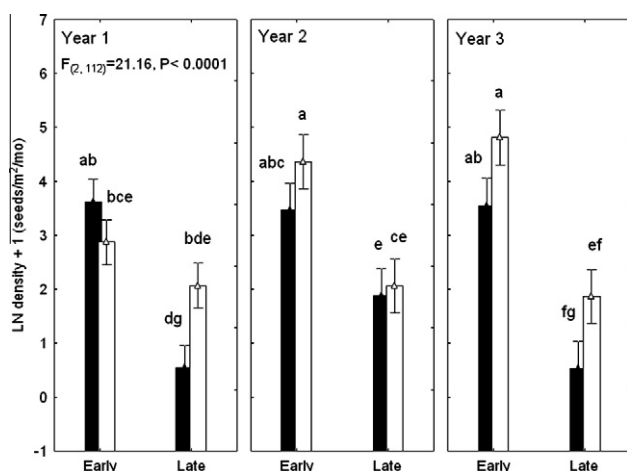 Year 1
Year 2
Year 3
F(2, 112)=21.16, P< 0.0001
LN density + 1 (seeds/m²/mo)
7
6
5
4
3
2
1
0
-1
ab
bce
dg
bde
abc
a
e
ce
ab
a
fg
ef
Early
Late
Early
Late
Early
Late